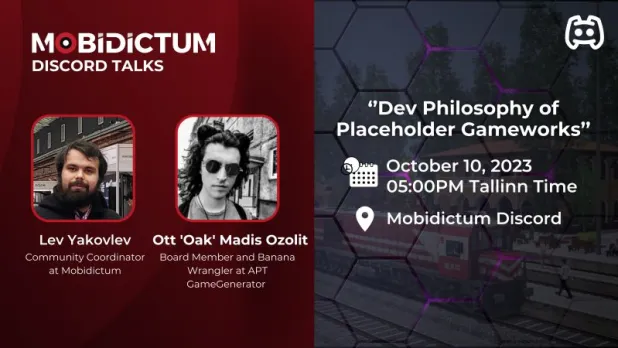 MOBIDICTUM
DISCORD TALKS
Lev Yakovlev
Community Coordinator
at Mobidictum
Ott 'Oak' Madis Ozolit
Board Member and Banana
Wrangler at APT
GameGenerator
“Dev Philosophy of
Placeholder Gameworks”
October 10, 2023
05:00PM Tallinn Time
Mobidictum Discord